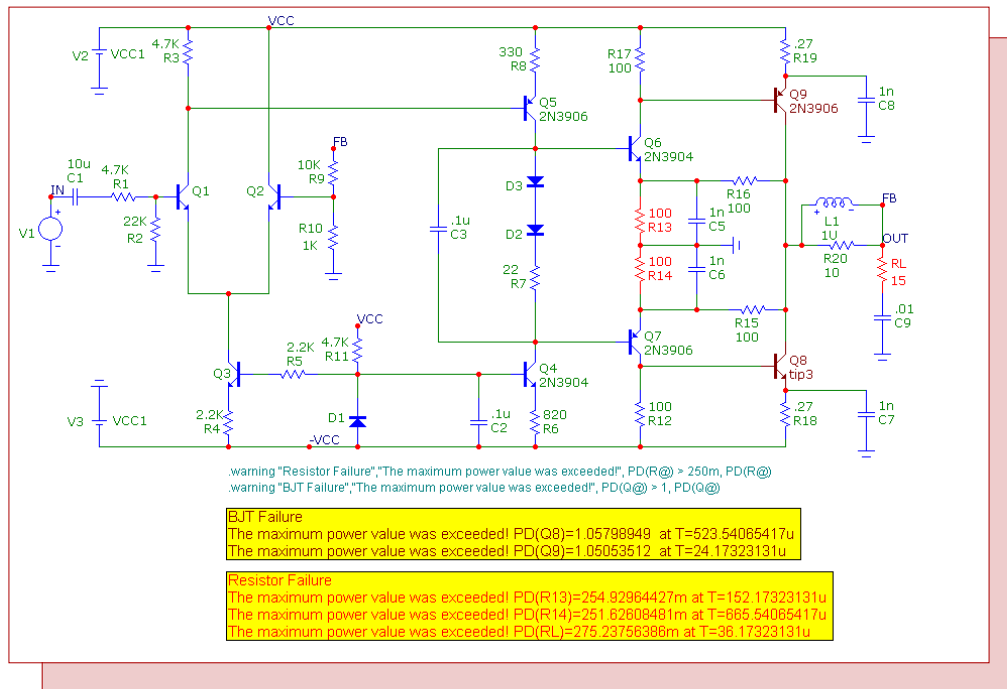 VCC
V2
VCC1
4.7K
R3
330
R8
R17
100
.27
R19
Q5
2N3906
Q9
2N3906
1n
C8
Q6
2N3904
IN
10u
C1
4.7K
R1
Q1
Q2
FB
10K
R9
D3
R16
100
FB
V1
22K
R2
R10
1K
.1u
C3
D2
100
R13
1n
C5
L1
1U
OUT
22
R7
100
R14
1n
C6
R20
10
RL
15
VCC
R15
100
.01
C9
Q3
2.2K
R5
4.7K
R11
Q4
2N3904
Q7
2N3906
Q8
tip3
V3
VCC1
2.2K
R4
D1
.1u
C2
820
R6
100
R12
.27
R18
1n
C7
-VCC
.warning "Resistor Failure","The maximum power value was exceeded!", PD(R@) > 250m, PD(R@)
.warning "BJT Failure","The maximum power value was exceeded!", PD(Q@) > 1, PD(Q@)
BJT Failure
The maximum power value was exceeded! PD(Q8)=1.05798949 at T=523.54065417u
The maximum power value was exceeded! PD(Q9)=1.05053512 at T=24.17323131u
Resistor Failure
The maximum power value was exceeded! PD(R13)=254.92964427m at T=152.17323131u
The maximum power value was exceeded! PD(R14)=251.62608481m at T=665.54065417u
The maximum power value was exceeded! PD(RL)=275.23756386m at T=36.17323131u